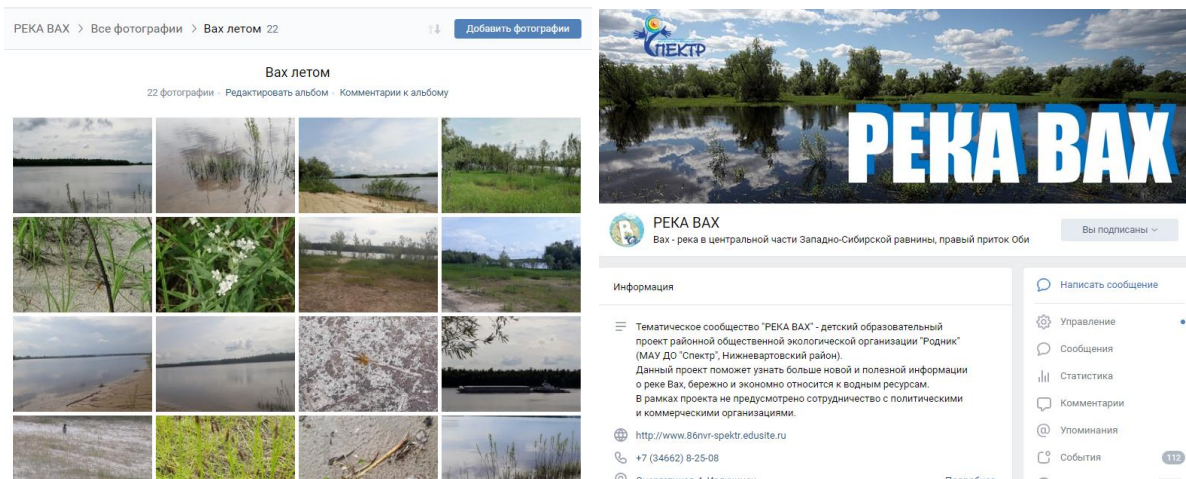 РЕКА ВАХ > Все фотографии > Вах летом 22
Добавить фотографии
Вах летом
22 фотографии · Редактировать альбом · Комментарии к альбому
Спектр
РЕКА ВАХ
РЕКА ВАХ
Вах - река в центральной части Западно-Сибирской равнины, правый приток Оби
Вы подписаны
Информация
Тематическое сообщество "РЕКА ВАХ" - детский образовательный
проект районной общественной экологической организации "Родник"
(МАУ ДО "Спектр", Нижневартовский район).
Данный проект поможет узнать больше новой и полезной информации
о реке Вах, бережно и экономно относится к водным ресурсам.
В рамках проекта не предусмотрено сотрудничество с политическими
и коммерческими организациями.
http://www.86nvr-spektr.edusite.ru
+7 (34662) 8-25-08
Написать сообщение
Управление
Сообщения
Статистика
Комментарии
Упоминания
События 112